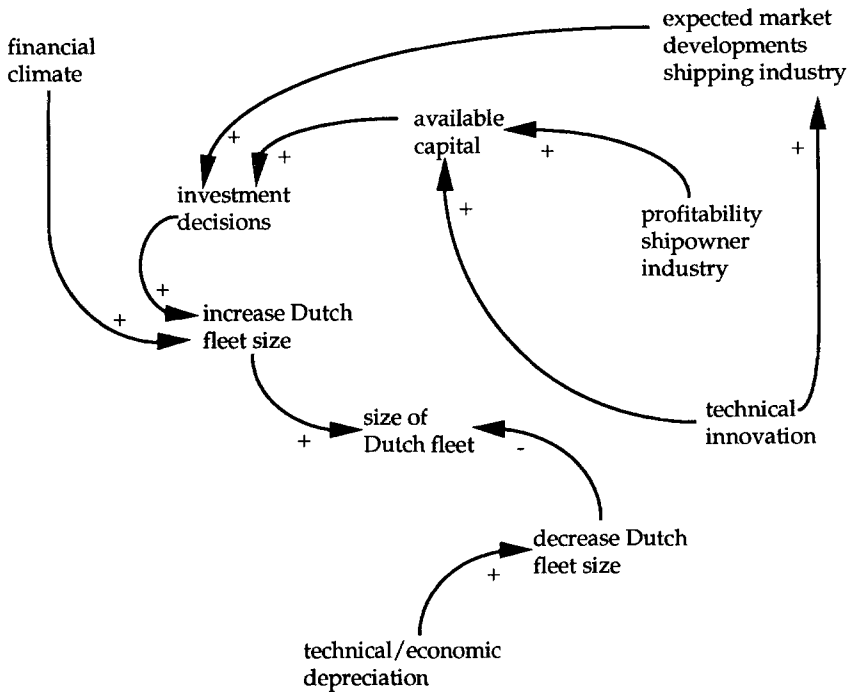 expected market
developments
shipping industry
financial
climate
+
available
capital
+
+
+
+
investment
decisions
profitability
shipowner
industry
+
+
increase Dutch
fleet size
+
technical
innovation
size of
Dutch fleet
+
-
decrease Dutch
fleet size
+
technical/economic
depreciation